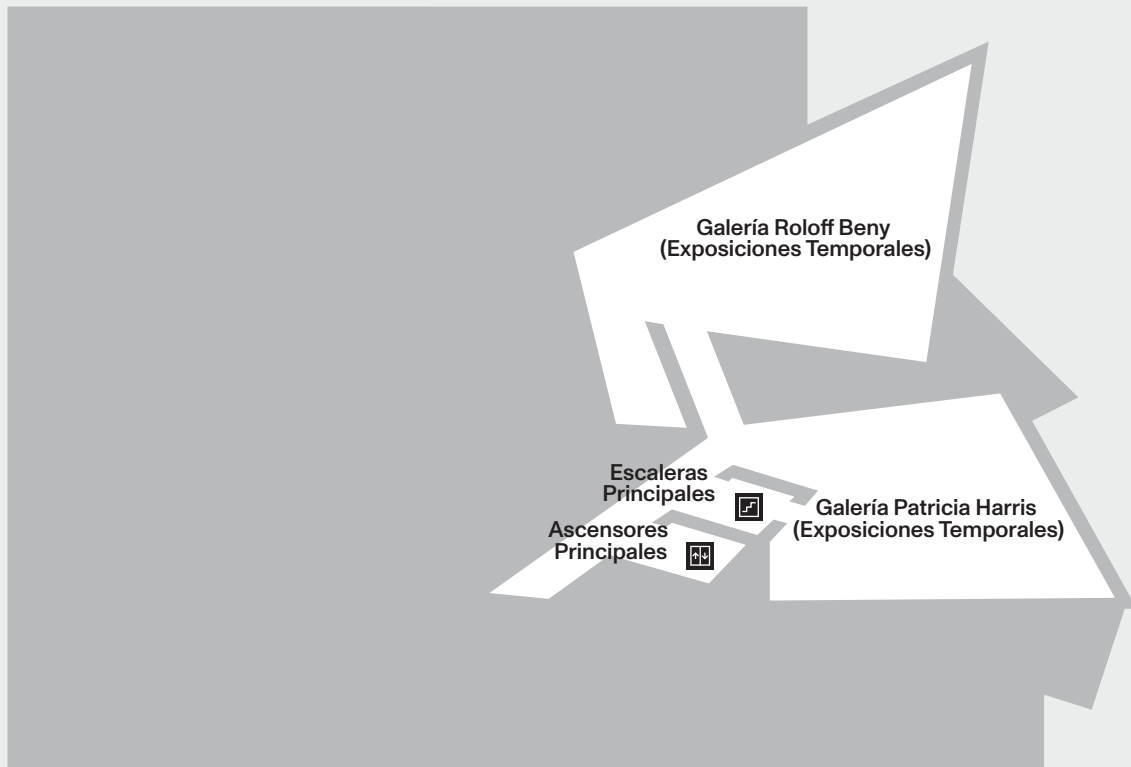 Galería Roloff Beny
(Exposiciones Temporales)
Escaleras
Principales
Galería Patricia Harris
(Exposiciones Temporales)
Ascensores
Principales